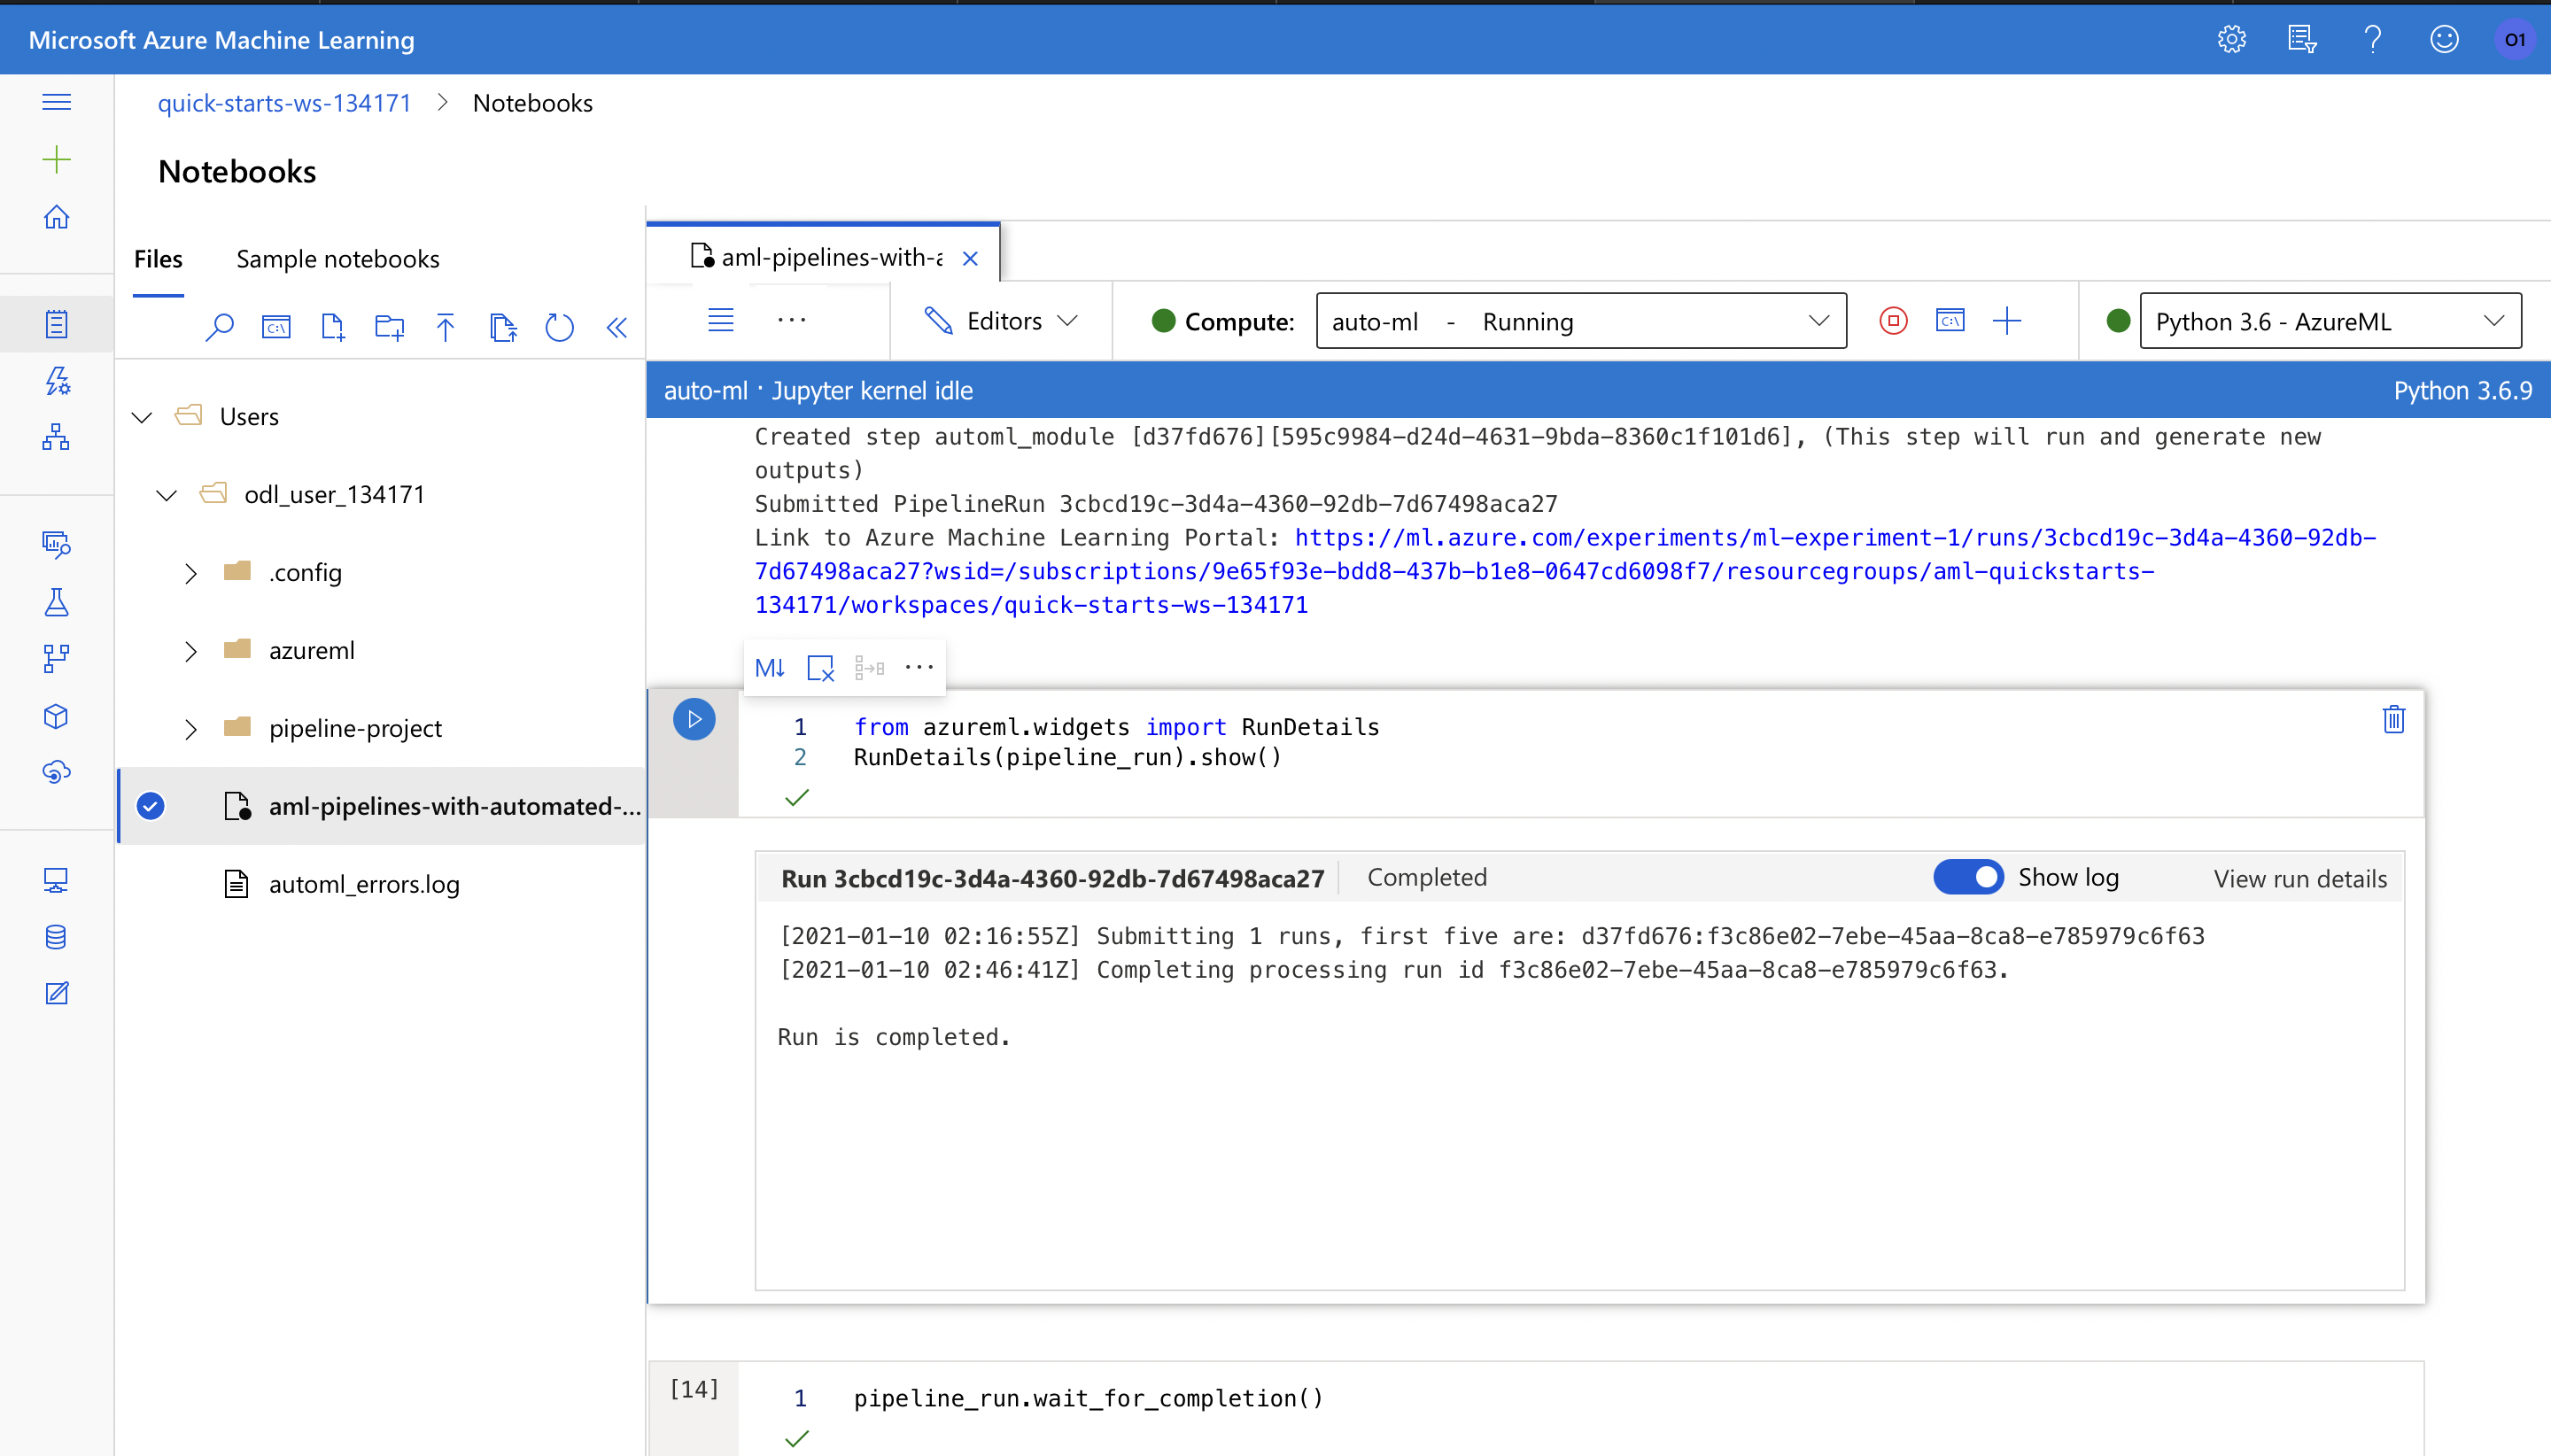 Microsoft Azure Machine Learning
O1
quick-starts-ws-134171 > Notebooks
Notebooks
Files
Sample notebooks
Users
odl_user_134171
.config
azureml
pipeline-project
aml-pipelines-with-automated-...
automl_errors.log
aml-pipelines-with-a
Editors
Compute:
auto-ml - Running
Python 3.6 - AzureML
auto-ml · Jupyter kernel idle
Python 3.6.9
Created step automl_module [d37fd676][595c9984-d24d-4631-9bda-8360c1f101d6], (This step will run and generate new
outputs)
Submitted PipelineRun 3cbcd19c-3d4a-4360-92db-7d67498aca27
Link to Azure Machine Learning Portal: https://ml.azure.com/experiments/ml-experiment-1/runs/3cbcd19c-3d4a-4360-92db-
7d67498aca27?wsid=/subscriptions/9e65f93e-bdd8-437b-b1e8-0647cd6098f7/resourcegroups/aml-quickstarts-
134171/workspaces/quick-starts-ws-134171
M↓
1 from azureml.widgets import RunDetails
2 RunDetails(pipeline_run).show()
Run 3cbcd19c-3d4a-4360-92db-7d67498aca27
Completed
Show log
View run details
[2021-01-10 02:16:55Z] Submitting 1 runs, first five are: d37fd676:f3c86e02-7ebe-45aa-8ca8-e785979c6f63
[2021-01-10 02:46:41Z] Completing processing run id f3c86e02-7ebe-45aa-8ca8-e785979c6f63.
Run is completed.
[14]
1 pipeline_run.wait_for_completion()